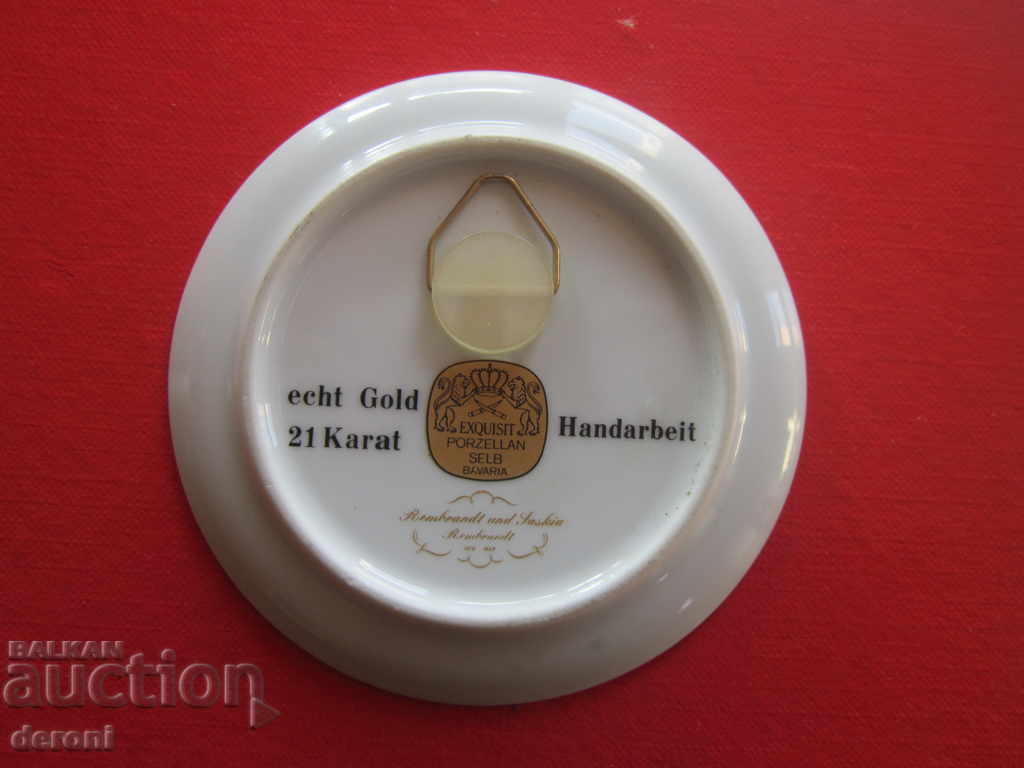 echt Gold
21 Karat
EXQUISIT
PORZELLAN
SELB
BAVARIA
Handarbeit
Rembrandt und Saskia
Rembrandt
BALKAN
auction
deroni